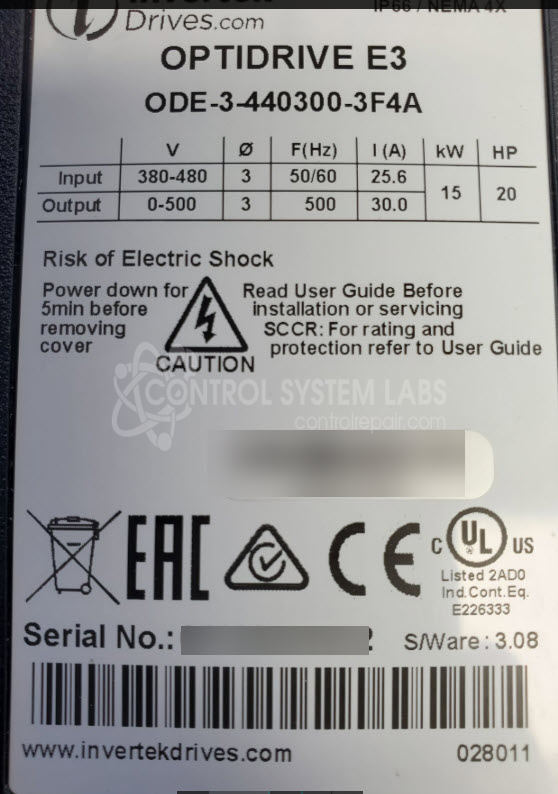 Invertek
Drives.com
IP66 / NEMA 4X
OPTIDRIVE E3
ODE-3-440300-3F4A
V Ø F(Hz) I (A) kW HP
Input 380-480 3 50/60 25.6 15 20
Output 0-500 3 500 30.0
Risk of Electric Shock
Power down for
5min before
removing
cover
Read User Guide Before
installation or servicing
SCCR: For rating and
protection refer to User Guide
CAUTION
CONTROL SYSTEM LABS
controlrepair.com
EAC
CE
C UL US
Listed 2AD0
Ind.Cont.Eq.
E226333
Serial No.:
S/Ware : 3.08
www.invertekdrives.com
028011